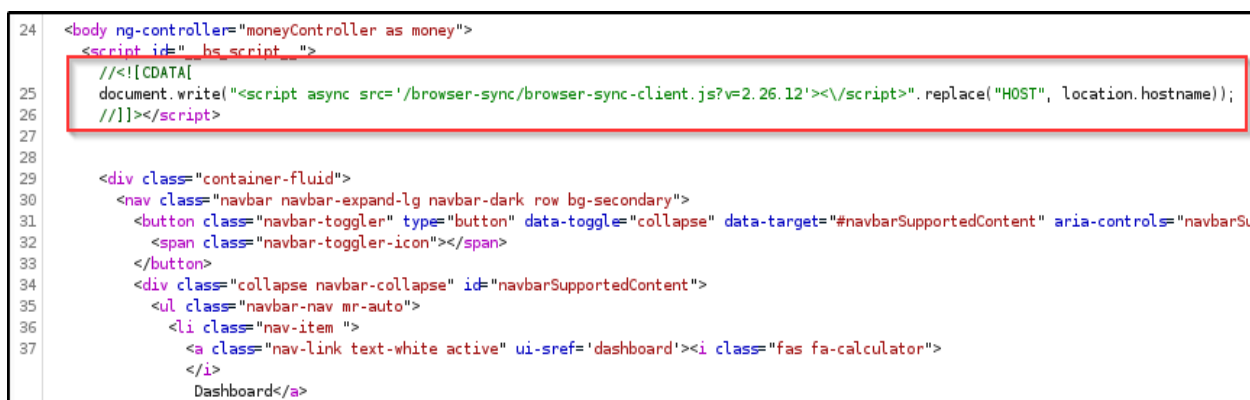 24 <body ng-controller="moneyController as money">
<script id="__bs_script__">
//<![CDATA[
25 document.write("<script async src='/browser-sync/browser-sync-client.js?v=2.26.12'><\/script>".replace("HOST", location.hostname));
26 //]]></script>
27
28
29 <div class="container-fluid">
30 <nav class="navbar navbar-expand-lg navbar-dark row bg-secondary">
31 <button class="navbar-toggler" type="button" data-toggle="collapse" data-target="#navbarSupportedContent" aria-controls="navbarSu
32 <span class="navbar-toggler-icon"></span>
33 </button>
34 <div class="collapse navbar-collapse" id="navbarSupportedContent">
35 <ul class="navbar-nav mr-auto">
36 <li class="nav-item ">
37 <a class="nav-link text-white active" ui-sref='dashboard'><i class="fas fa-calculator">
</i>
Dashboard</a>